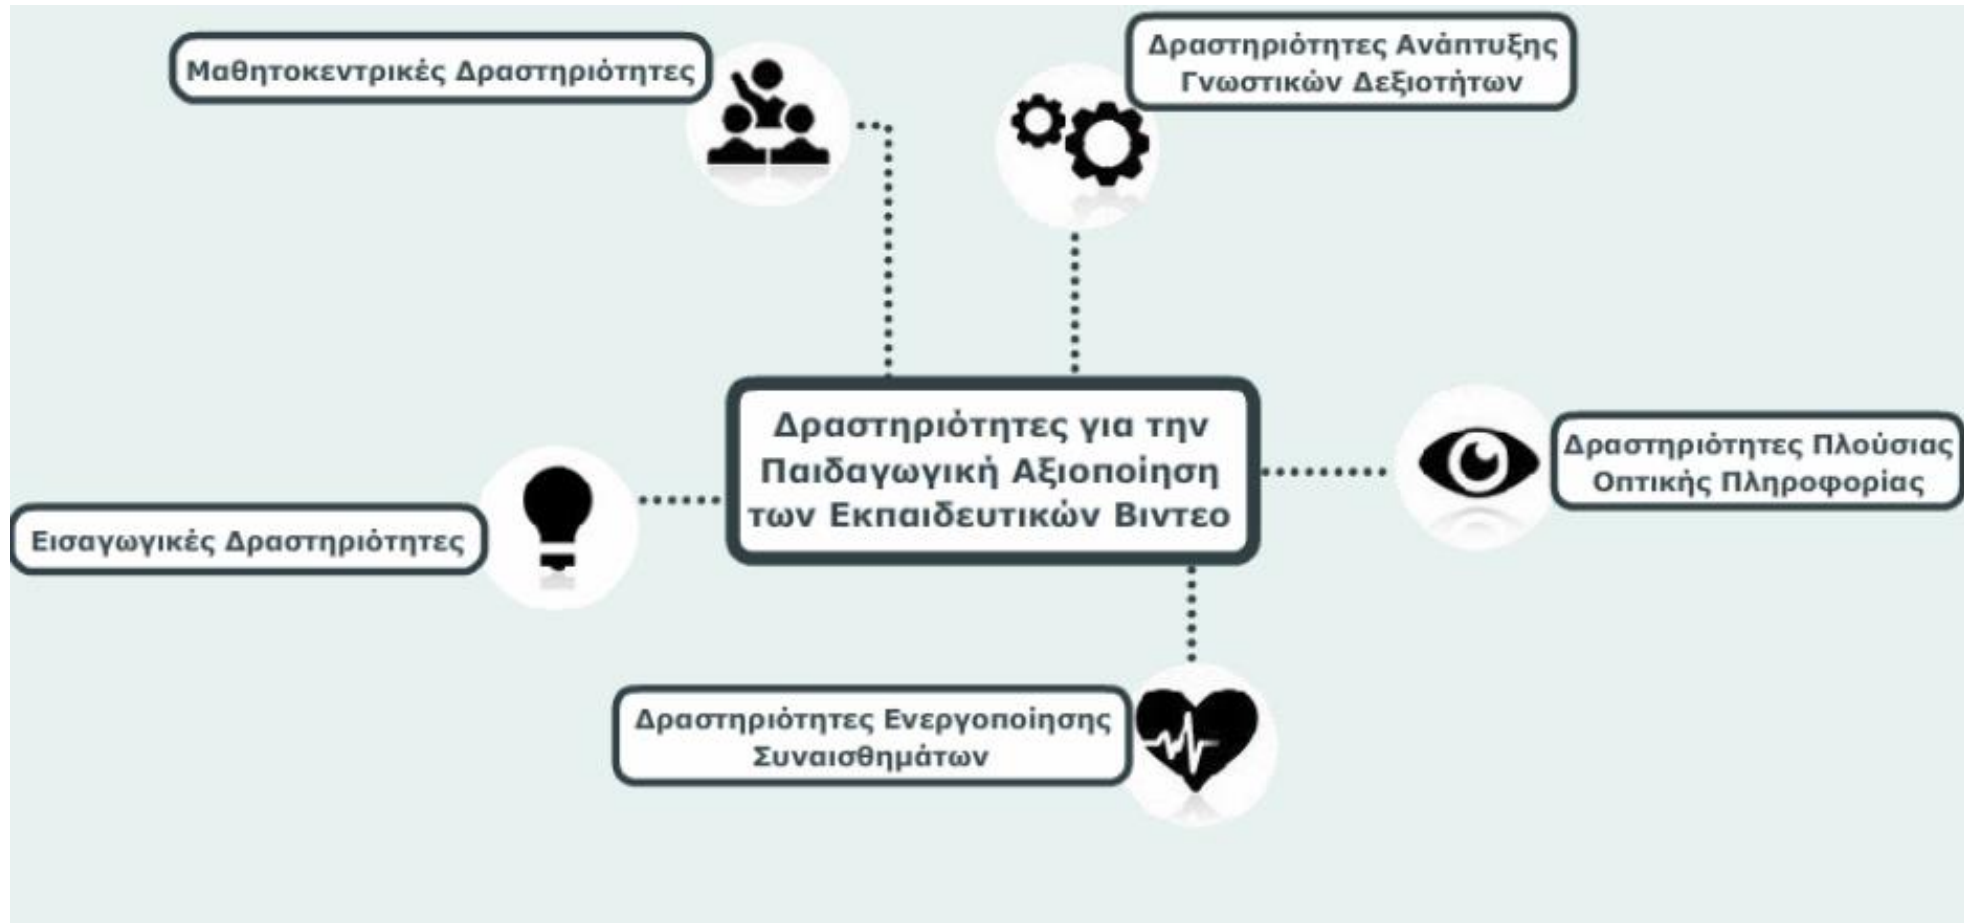 Μαθητοκεντρικές Δραστηριότητες
Δραστηριότητες Ανάπτυξης
Γνωστικών Δεξιοτήτων
Δραστηριότητες για την
Παιδαγωγική Αξιοποίηση
των Εκπαιδευτικών Βιντεο
Δραστηριότητες Πλούσιας
Οπτικής Πληροφορίας
Εισαγωγικές Δραστηριότητες
Δραστηριότητες Ενεργοποίησης
Συναισθημάτων